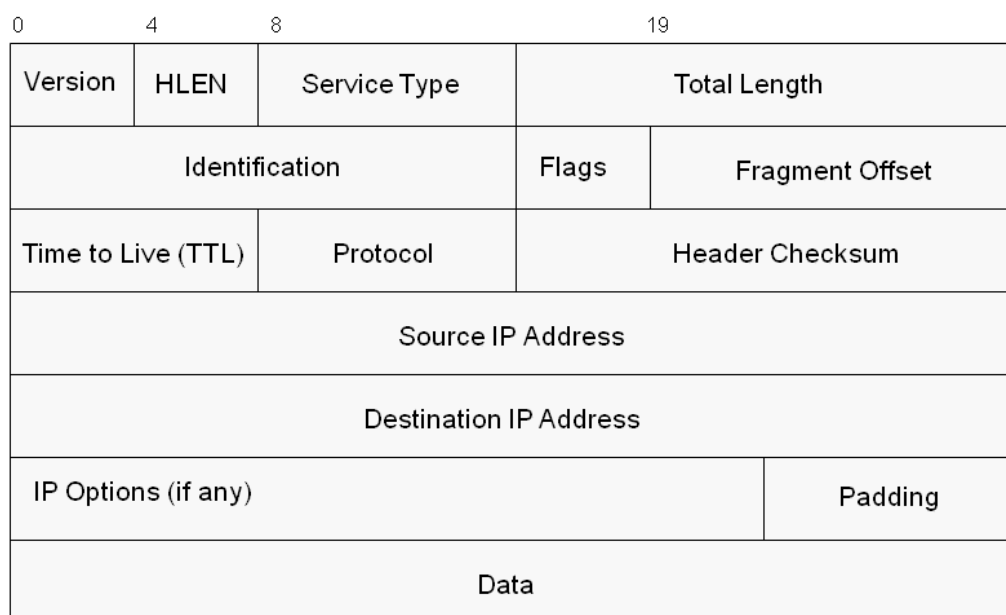 0 4 8 19
Version HLEN Service Type Total Length
Identification Flags Fragment Offset
Time to Live (TTL) Protocol Header Checksum
Source IP Address
Destination IP Address
IP Options (if any) Padding
Data